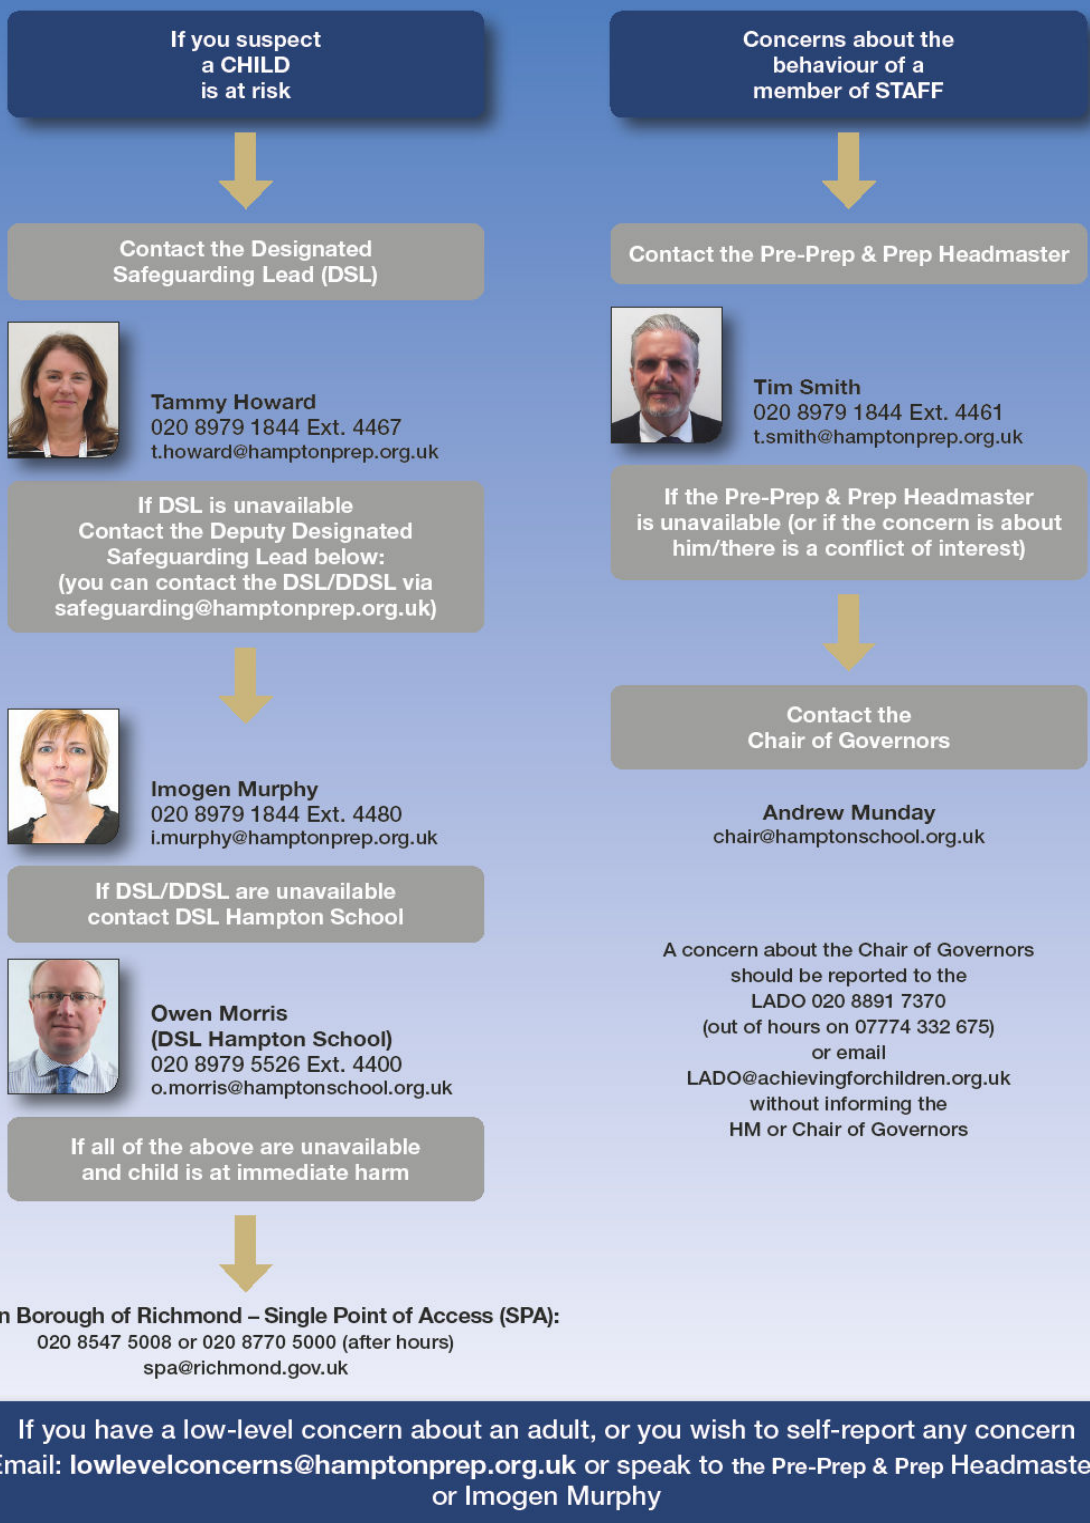 If you suspect
a CHILD
is at risk
Contact the Designated
Safeguarding Lead (DSL)
Tammy Howard
020 8979 1844 Ext. 4467
t.howard@hamptonprep.org.uk
If DSL is unavailable
Contact the Deputy Designated
Safeguarding Lead below:
(you can contact the DSL/DDSL via
safeguarding@hamptonprep.org.uk)
Imogen Murphy
020 8979 1844 Ext. 4480
i.murphy@hamptonprep.org.uk
If DSL/DDSL are unavailable
contact DSL Hampton School
Owen Morris
(DSL Hampton School)
020 8979 5526 Ext. 4400
o.morris@hamptonschool.org.uk
If all of the above are unavailable
and child is at immediate harm
n Borough of Richmond – Single Point of Access (SPA):
020 8547 5008 or 020 8770 5000 (after hours)
spa@richmond.gov.uk
Concerns about the
behaviour of a
member of STAFF
Contact the Pre-Prep & Prep Headmaster
Tim Smith
020 8979 1844 Ext. 4461
t.smith@hamptonprep.org.uk
If the Pre-Prep & Prep Headmaster
is unavailable (or if the concern is about
him/there is a conflict of interest)
Contact the
Chair of Governors
Andrew Munday
chair@hamptonschool.org.uk
A concern about the Chair of Governors
should be reported to the
LADO 020 8891 7370
(out of hours on 07774 332 675)
or email
LADO@achievingforchildren.org.uk
without informing the
HM or Chair of Governors
If you have a low-level concern about an adult, or you wish to self-report any concern
Email: lowlevelconcerns@hamptonprep.org.uk or speak to the Pre-Prep & Prep Headmaste
or Imogen Murphy